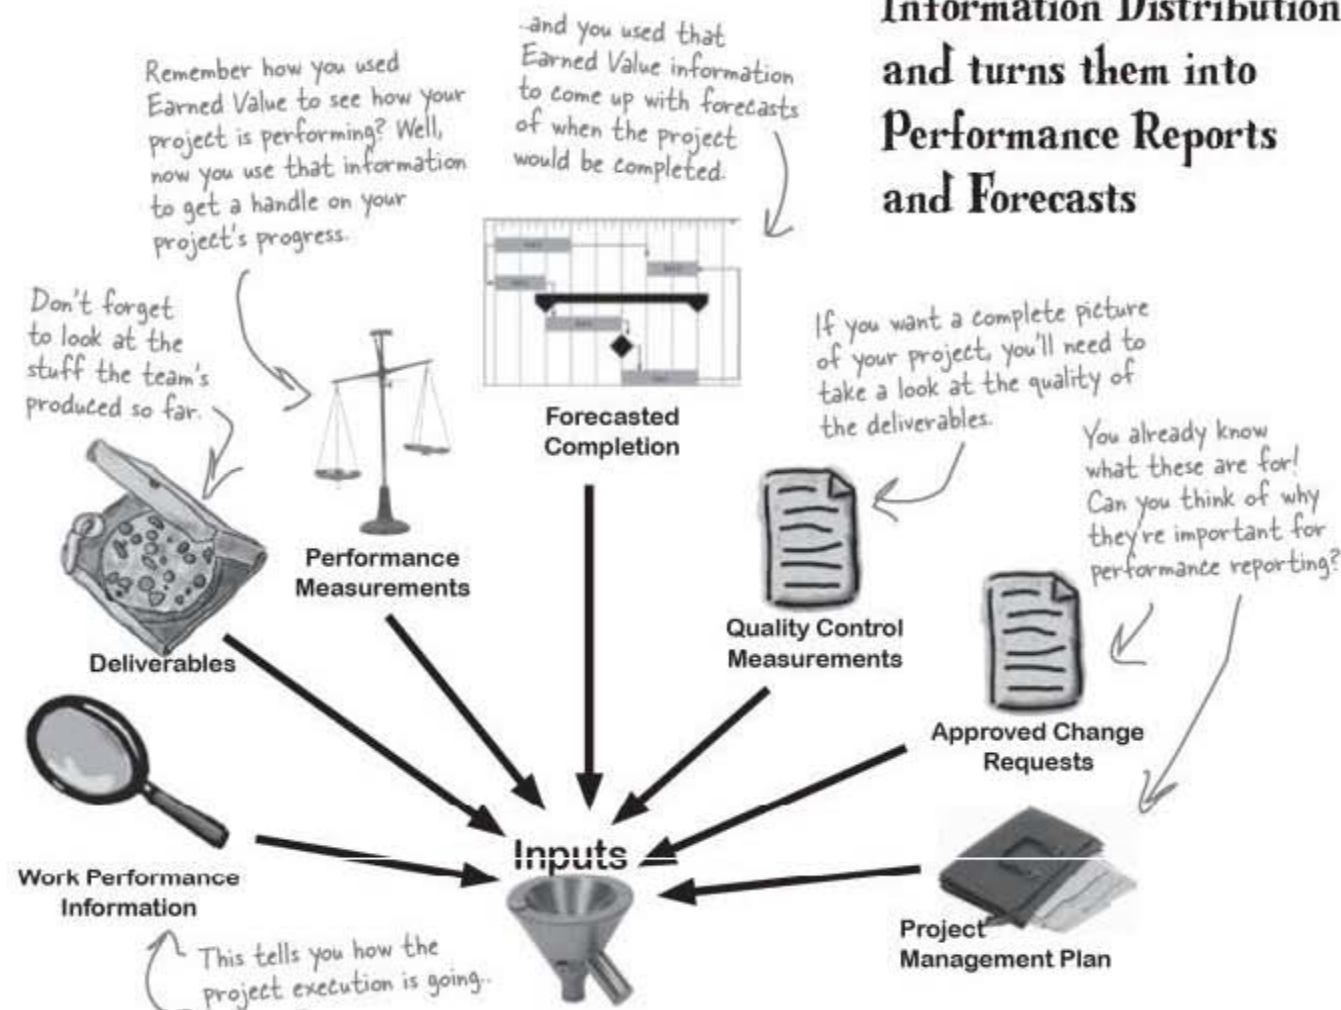 Information Distribution
and turns them into
Performance Reports
and Forecasts
Remember how you used
Earned Value to see how your
project is performing? Well,
now you use that information
to get a handle on your
project's progress.
...and you used that
Earned Value information
to come up with forecasts
of when the project
would be completed.
Don't forget
to look at the
stuff the team's
produced so far.
If you want a complete picture
of your project, you'll need to
take a look at the quality of
the deliverables.
You already know
what these are for!
Can you think of why
they're important for
performance reporting?
Forecasted
Completion
Performance
Measurements
Deliverables
Quality Control
Measurements
Approved Change
Requests
Work Performance
Information
Inputs
Project
Management Plan
This tells you how the
project execution is going..